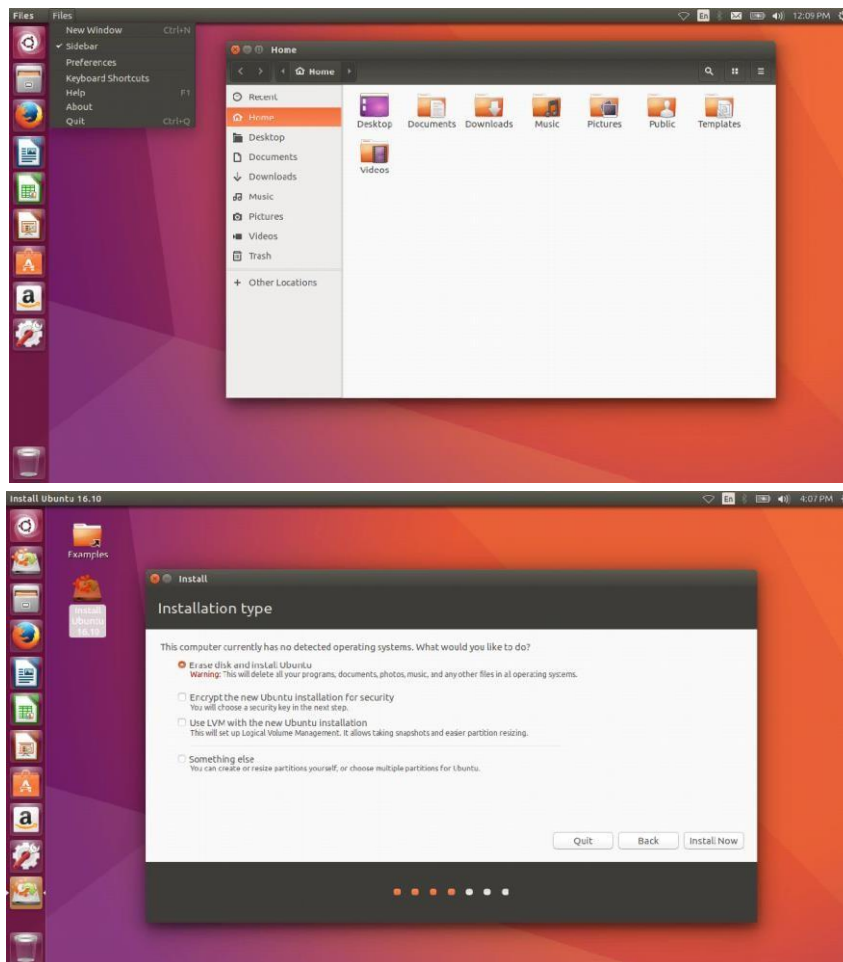 Files Files 12:09 PM
En
New Window Ctrl+N
Sidebar
Preferences
Keyboard Shortcuts
Help F1
About
Quit Ctrl+Q
Home
Home
Recent
Home
Desktop
Documents
Downloads
Music
Pictures
Videos
Trash
Other Locations
Desktop Documents Downloads Music Pictures Public Templates
Videos
Install Ubuntu 16.10 En 4:07 PM
Examples
Install
Ubuntu
16.10
Install
Installation type
This computer currently has no detected operating systems. What would you like to do?
Erase disk and install Ubuntu
Warning: This will delete all your programs, documents, photos, music, and any other files in all operating systems.
Encrypt the new Ubuntu installation for security
You will choose a security key in the next step.
Use LVM with the new Ubuntu installation
This will set up Logical Volume Management. It allows taking snapshots and easier partition resizing.
Something else
You can create or resize partitions yourself, or choose multiple partitions for Ubuntu.
Quit Back Install Now